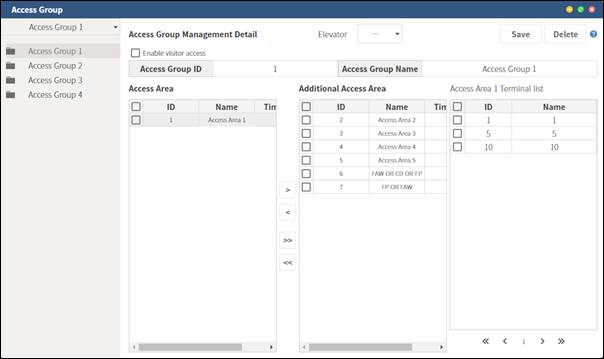 Access Group
Access Group 1
Access Group 1
Access Group 2
Access Group 3
Access Group 4
Access Group Management Detail
Elevator
---
Save
Delete
?
Enable visitor access
Access Group ID 1 Access Group Name Access Group 1
Access Area
ID Name Tim
1 Access Area 1
>
<
>>
<<
Additional Access Area
ID Name Tim
2 Access Area 2
3 Access Area 3
4 Access Area 4
5 Access Area 5
6 FAW OR CD OR FP
7 FP OR FAW
Access Area 1 Terminal list
ID Name
1 1
5 5
10 10
« < 1 > »